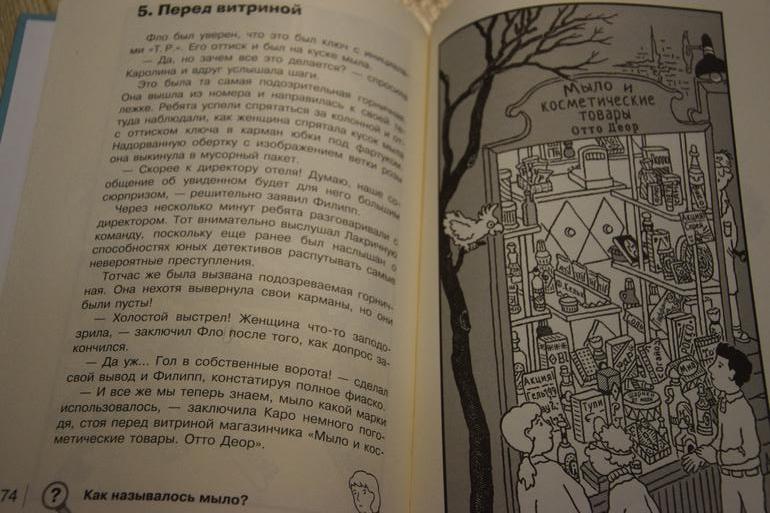 5. Перед витриной
Фло был уверен, что это был ключ с инициала-
ми «Т. Р.». Его оттиск и был на куске мыла.
— Да, но зачем все это делается? — спросила
Каролина и вдруг услышала шаги.
Это была та самая подозрительная горничная.
Она вышла из номера и направилась к своей те-
лежке. Ребята успели спрятаться за колонной и от-
туда наблюдали, как женщина спрятала кусок мыла
с оттиском ключа в карман юбки под фартуком.
Надорванную обертку с изображением ветки розы
она выкинула в мусорный пакет.
— Скорее к директору отеля! Думаю, наше со-
общение об увиденном будет для него большим
сюрпризом, — решительно заявил Филипп.
Через несколько минут ребята разговаривали с
директором. Тот внимательно выслушал Лакричную
команду, поскольку еще ранее был наслышан о
способностях юных детективов распутывать самые
невероятные преступления.
Тотчас же была вызвана подозреваемая горнич-
ная. Она нехотя вывернула свои карманы, но они
были пусты!
— Холостой выстрел! Женщина что-то заподо-
зрила, — заключил Фло после того, как допрос за-
кончился.
— Да уж... Гол в собственные ворота! — сделал
свой вывод и Филипп, констатируя полное фиаско.
— И все же мы теперь знаем, мыло какой марки
использовалось, — заключила Каро немного пого-
дя, стоя перед витриной магазинчика «Мыло и кос-
метические товары. Отто Деор».
74
? Как называлось мыло?
Мыло и
косметические
товары
Отто Деор
Акция!
Акция!
Тули